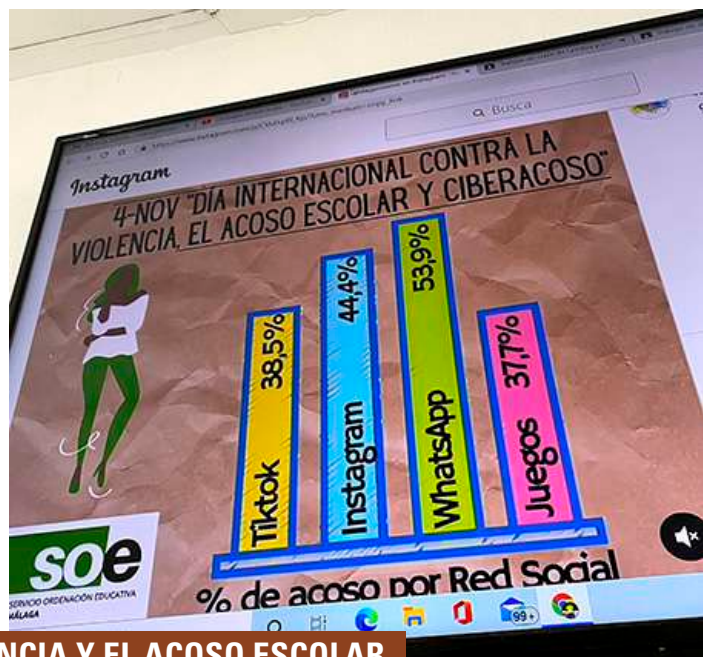 Busca
Instagram
4-NOV "DÍA INTERNACIONAL CONTRA LA
VIOLENCIA, EL ACOSO ESCOLAR Y CIBERACOSO"
Tiktok 38,5%
Instagram 44,4%
WhatsApp 53,9%
Juegos 37,7%
% de acoso por Red Social
soe
SERVICIO ORDENACIÓN EDUCATIVA
MÁLAGA
99+
NCIA Y EL ACOSO ESCOLAR